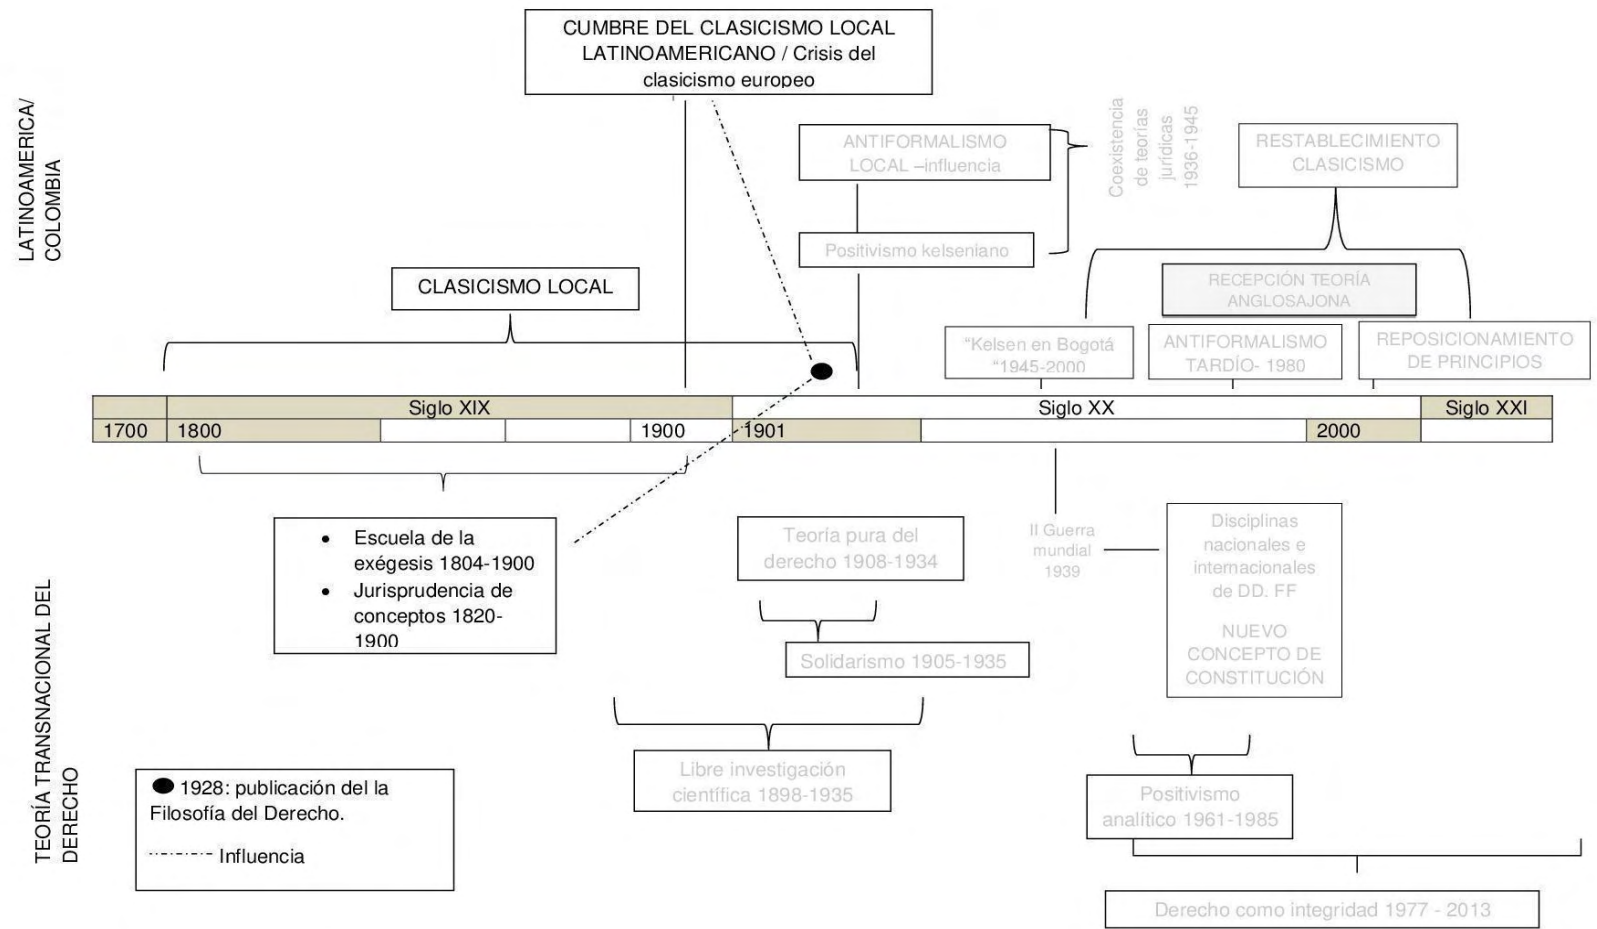 CUMBRE DEL CLASICISMO LOCAL
LATINOAMERICANO / Crisis del
clasicismo europeo
LATINOAMERICA/
COLOMBIA
ANTIFORMALISMO
LOCAL –influencia
Coexistencia
de teorías
jurídicas
1936-1945
RESTABLECIMIENTO
CLASICISMO
Positivismo kelseniano
CLASICISMO LOCAL
RECEPCIÓN TEORÍA
ANGLOSAJONA
“Kelsen en Bogotá
“1945-2000
ANTIFORMALISMO
TARDÍO- 1980
REPOSICIONAMIENTO
DE PRINCIPIOS
Siglo XIX
Siglo XX
Siglo XXI
1700
1800
1900
1901
2000
• Escuela de la
exégesis 1804-1900
• Jurisprudencia de
conceptos 1820-
1900
Teoría pura del
derecho 1908-1934
II Guerra
mundial
1939
Disciplinas
nacionales e
internacionales
de DD. FF
NUEVO
CONCEPTO DE
CONSTITUCIÓN
Solidarismo 1905-1935
TEORÍA TRANSNACIONAL DEL
DERECHO
Libre investigación
científica 1898-1935
1928: publicación del la
Filosofía del Derecho.
Influencia
Positivismo
analítico 1961-1985
Derecho como integridad 1977 - 2013